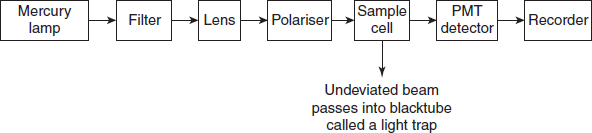 Mercury
lamp
Filter
Lens
Polariser
Sample
cell
PMT
detector
Recorder
Undeviated beam
passes into blacktube
called a light trap